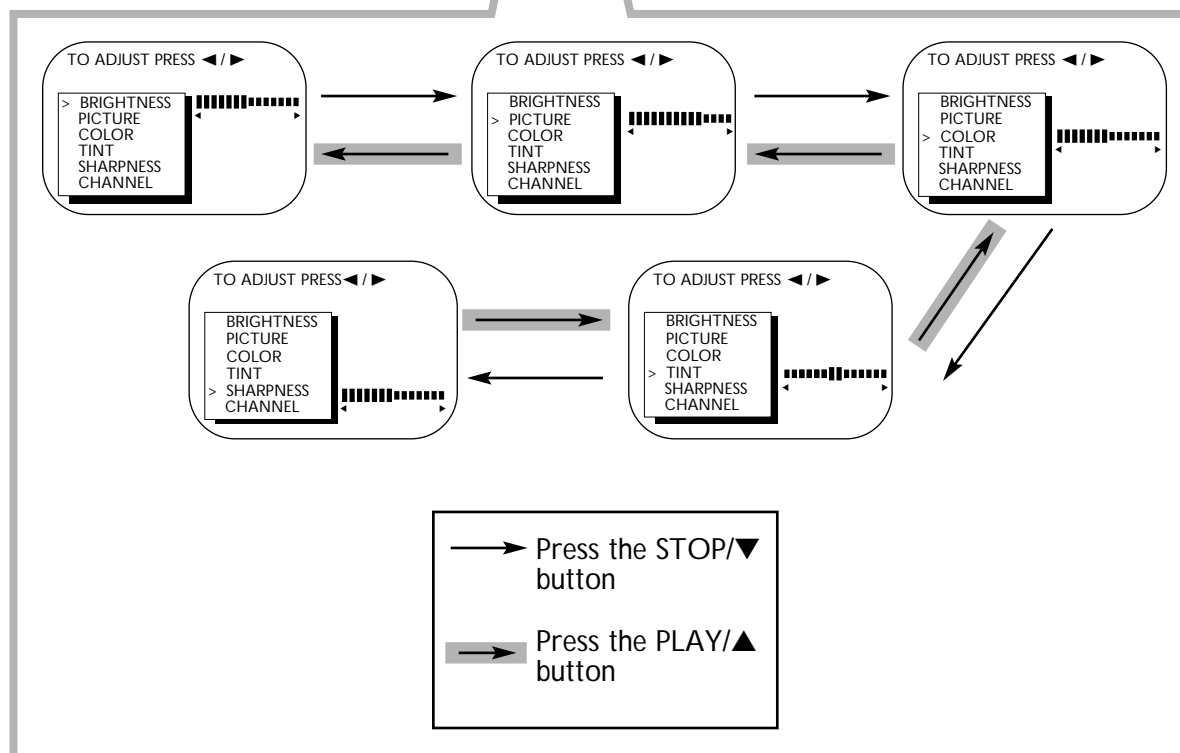 TO ADJUST PRESS ◄ / ►
> BRIGHTNESS
PICTURE
COLOR
TINT
SHARPNESS
CHANNEL
TO ADJUST PRESS ◄ / ►
BRIGHTNESS
> PICTURE
COLOR
TINT
SHARPNESS
CHANNEL
TO ADJUST PRESS ◄ / ►
BRIGHTNESS
PICTURE
> COLOR
TINT
SHARPNESS
CHANNEL
TO ADJUST PRESS◄ / ►
BRIGHTNESS
PICTURE
COLOR
TINT
> SHARPNESS
CHANNEL
TO ADJUST PRESS ◄ / ►
BRIGHTNESS
PICTURE
COLOR
> TINT
SHARPNESS
CHANNEL
Press the STOP/▼
button
Press the PLAY/▲
button